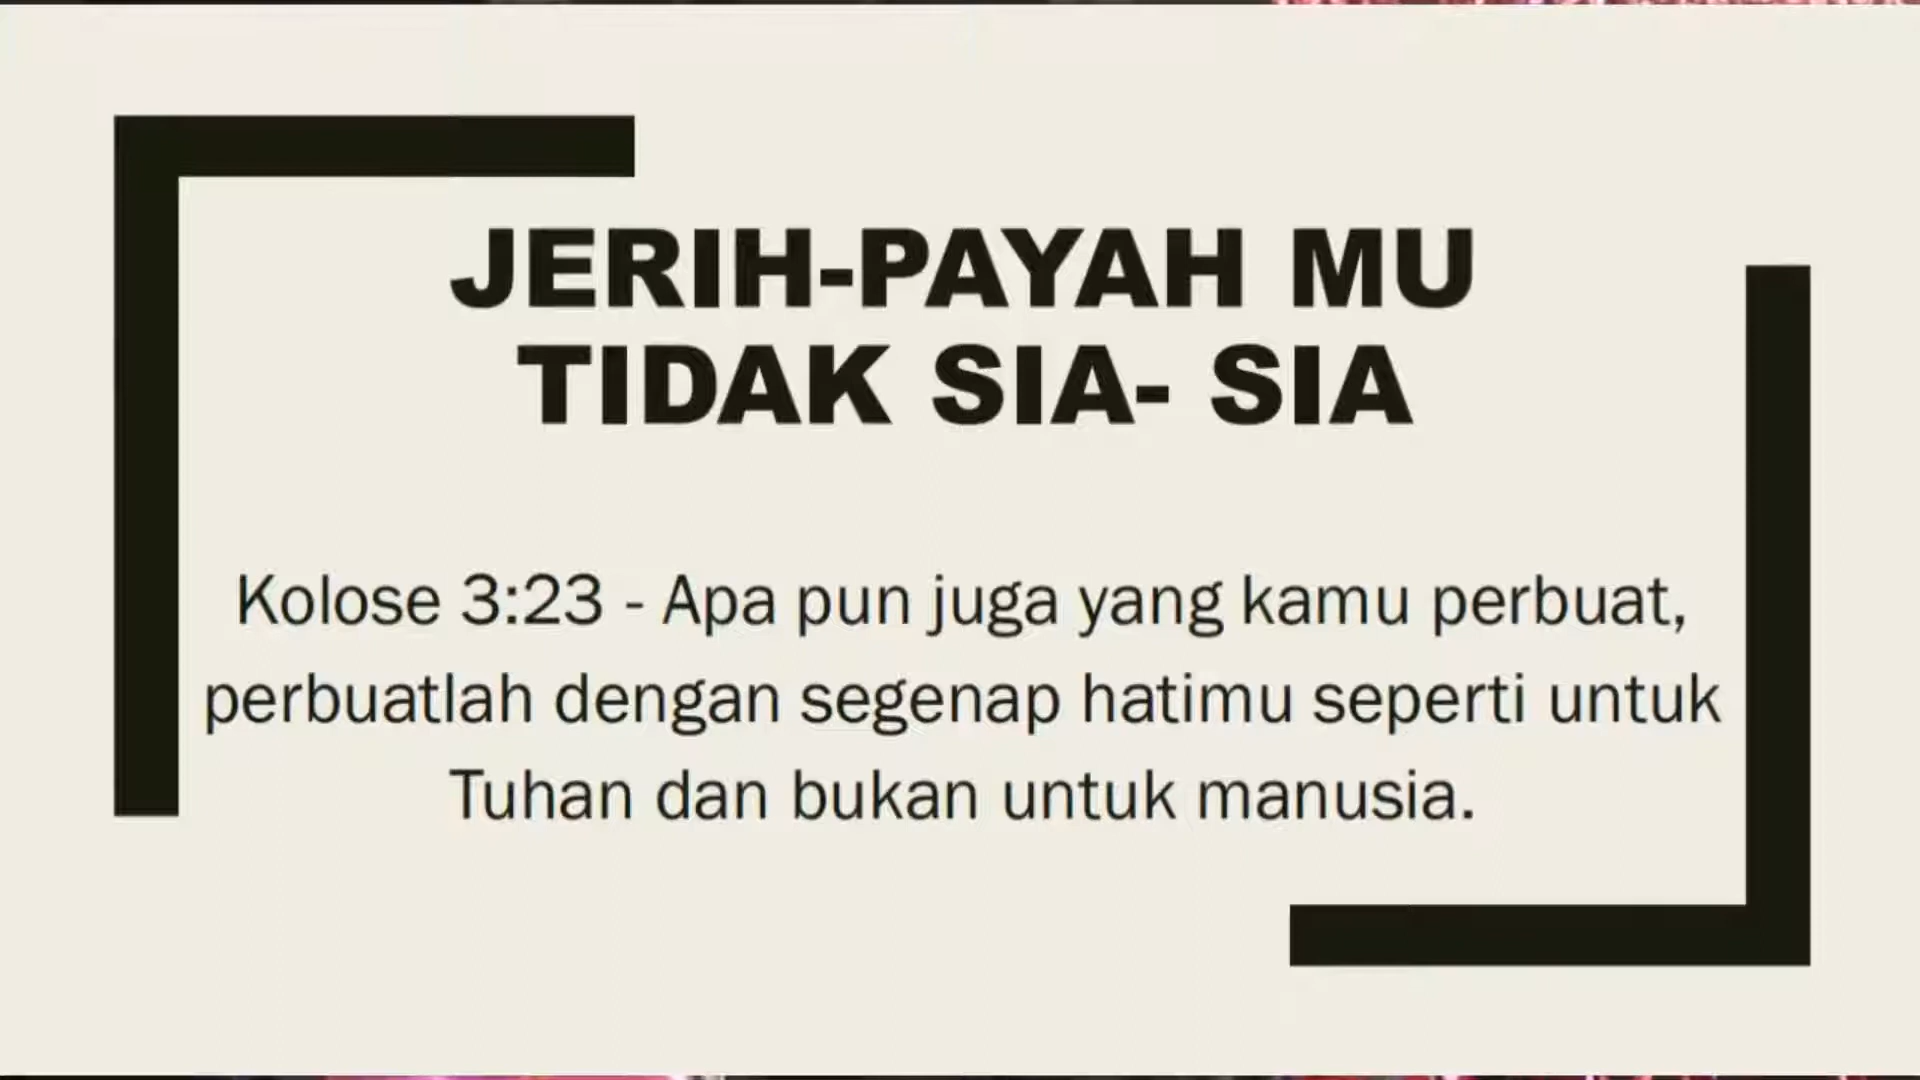 JERIH-PAYAH MU
TIDAK SIA- SIA
Kolose 3:23 - Apa pun juga yang kamu perbuat,
perbuatlah dengan segenap hatimu seperti untuk
Tuhan dan bukan untuk manusia.